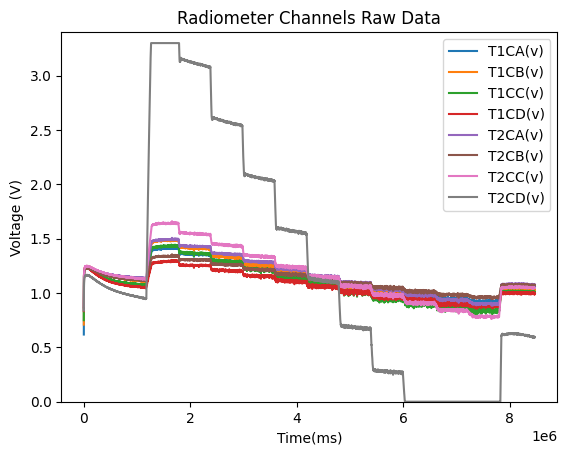 Radiometer Channels Raw Data
Voltage (V)
3.0
2.5
2.0
1.5
1.0
0.5
0.0
T1CA(v)
T1CB(v)
T1CC(v)
T1CD(v)
T2CA(v)
T2CB(v)
T2CC(v)
T2CD(v)
0 2 4 6 8
1e6
Time(ms)